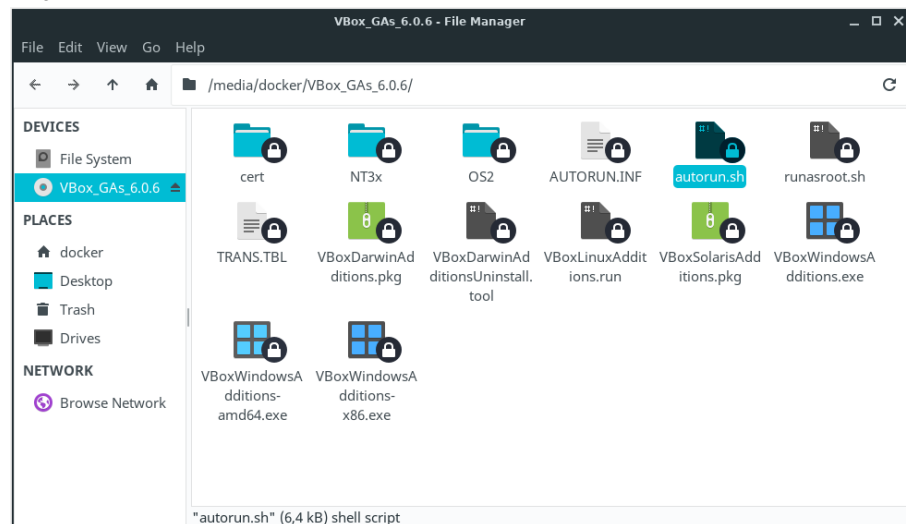 VBox_GAs_6.0.6 - File Manager
File Edit View Go Help
/media/docker/VBox_GAs_6.0.6/
DEVICES
File System
VBox_GAs_6.0.6
PLACES
docker
Desktop
Trash
Drives
NETWORK
Browse Network
cert NT3x OS2 AUTORUN.INF autorun.sh runasroot.sh
TRANS.TBL VBoxDarwinAd VBoxDarwinAd VBoxLinuxAddit VBoxSolarisAdd VBoxWindowsA
ditions.pkg ditionsUninstall. ions.run itions.pkg dditions.exe
tool
VBoxWindowsA VBoxWindowsA
dditions- dditions-
amd64.exe x86.exe
"autorun.sh" (6,4 kB) shell script